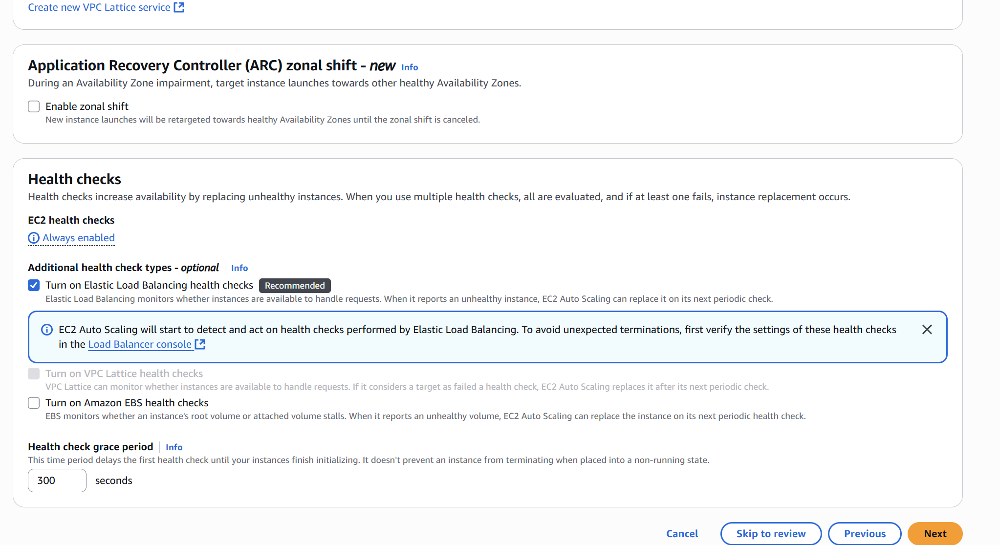 Create new VPC Lattice service
Application Recovery Controller (ARC) zonal shift - new Info
During an Availability Zone impairment, target instance launches towards other healthy Availability Zones.
Enable zonal shift
New instance launches will be retargeted towards healthy Availability Zones until the zonal shift is canceled.
Health checks
Health checks increase availability by replacing unhealthy instances. When you use multiple health checks, all are evaluated, and if at least one fails, instance replacement occurs.
EC2 health checks
Always enabled
Additional health check types - optional Info
Turn on Elastic Load Balancing health checks Recommended
Elastic Load Balancing monitors whether instances are available to handle requests. When it reports an unhealthy instance, EC2 Auto Scaling can replace it on its next periodic check.
EC2 Auto Scaling will start to detect and act on health checks performed by Elastic Load Balancing. To avoid unexpected terminations, first verify the settings of these health checks
in the Load Balancer console
Turn on VPC Lattice health checks
VPC Lattice can monitor whether instances are available to handle requests. If it considers a target as failed a health check, EC2 Auto Scaling replaces it after its next periodic check.
Turn on Amazon EBS health checks
EBS monitors whether an instance's root volume or attached volume stalls. When it reports an unhealthy volume, EC2 Auto Scaling can replace the instance on its next periodic health check.
Health check grace period Info
This time period delays the first health check until your instances finish initializing. It doesn't prevent an instance from terminating when placed into a non-running state.
300 seconds
Cancel Skip to review Previous Next